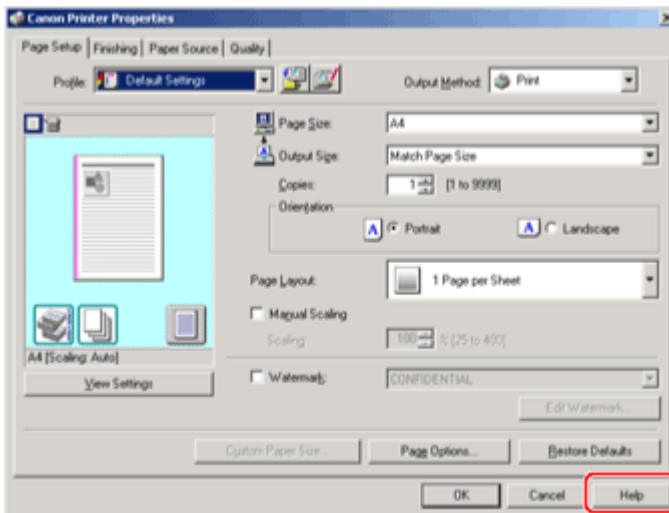 Canon Printer Properties
Page Setup Finishing Paper Source Quality
Profile: Default Settings Output Method: Print
Page Size: A4
Output Size: Match Page Size
Copies: 1 [1 to 9999]
Orientation
A Portrait A Landscape
Page Layout: 1 Page per Sheet
Manual Scaling
Scaling: 100 % [25 to 400]
A4 [Scaling: Auto]
View Settings
Watermark: CONFIDENTIAL
Edit Watermark...
Custom Paper Size... Page Options... Restore Defaults
OK Cancel Help